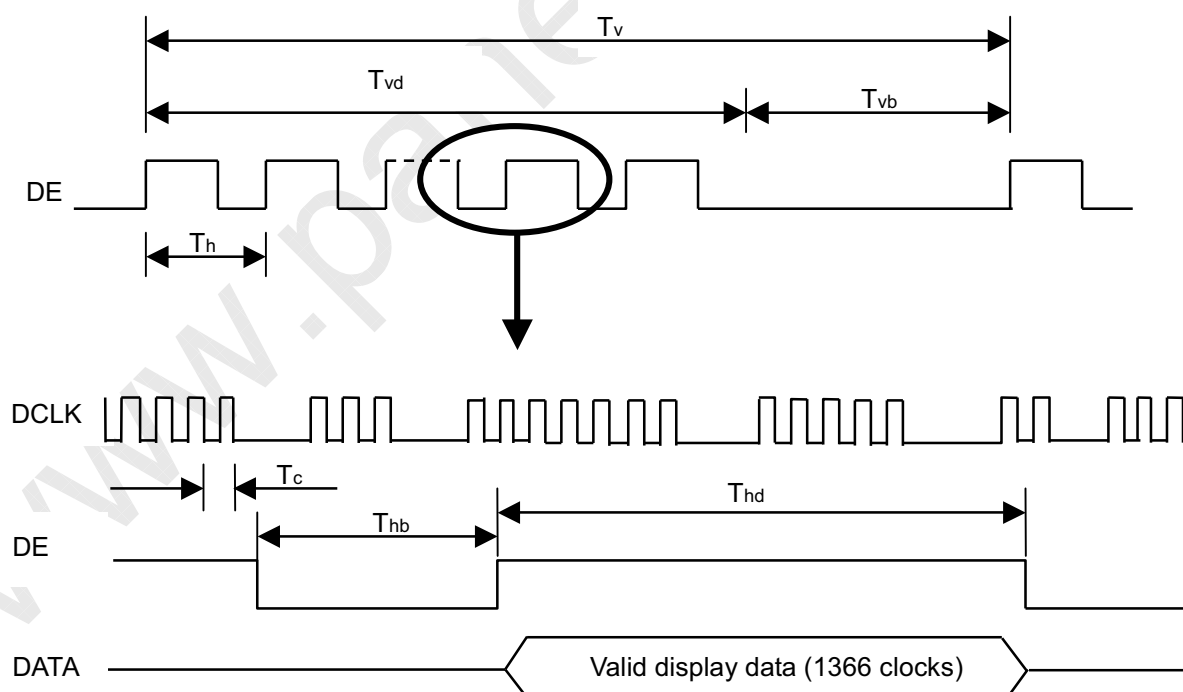 Tv
Tvd
Tvb
DE
Th
DCLK
Tc
Thd
Thb
DE
DATA Valid display data (1366 clocks)